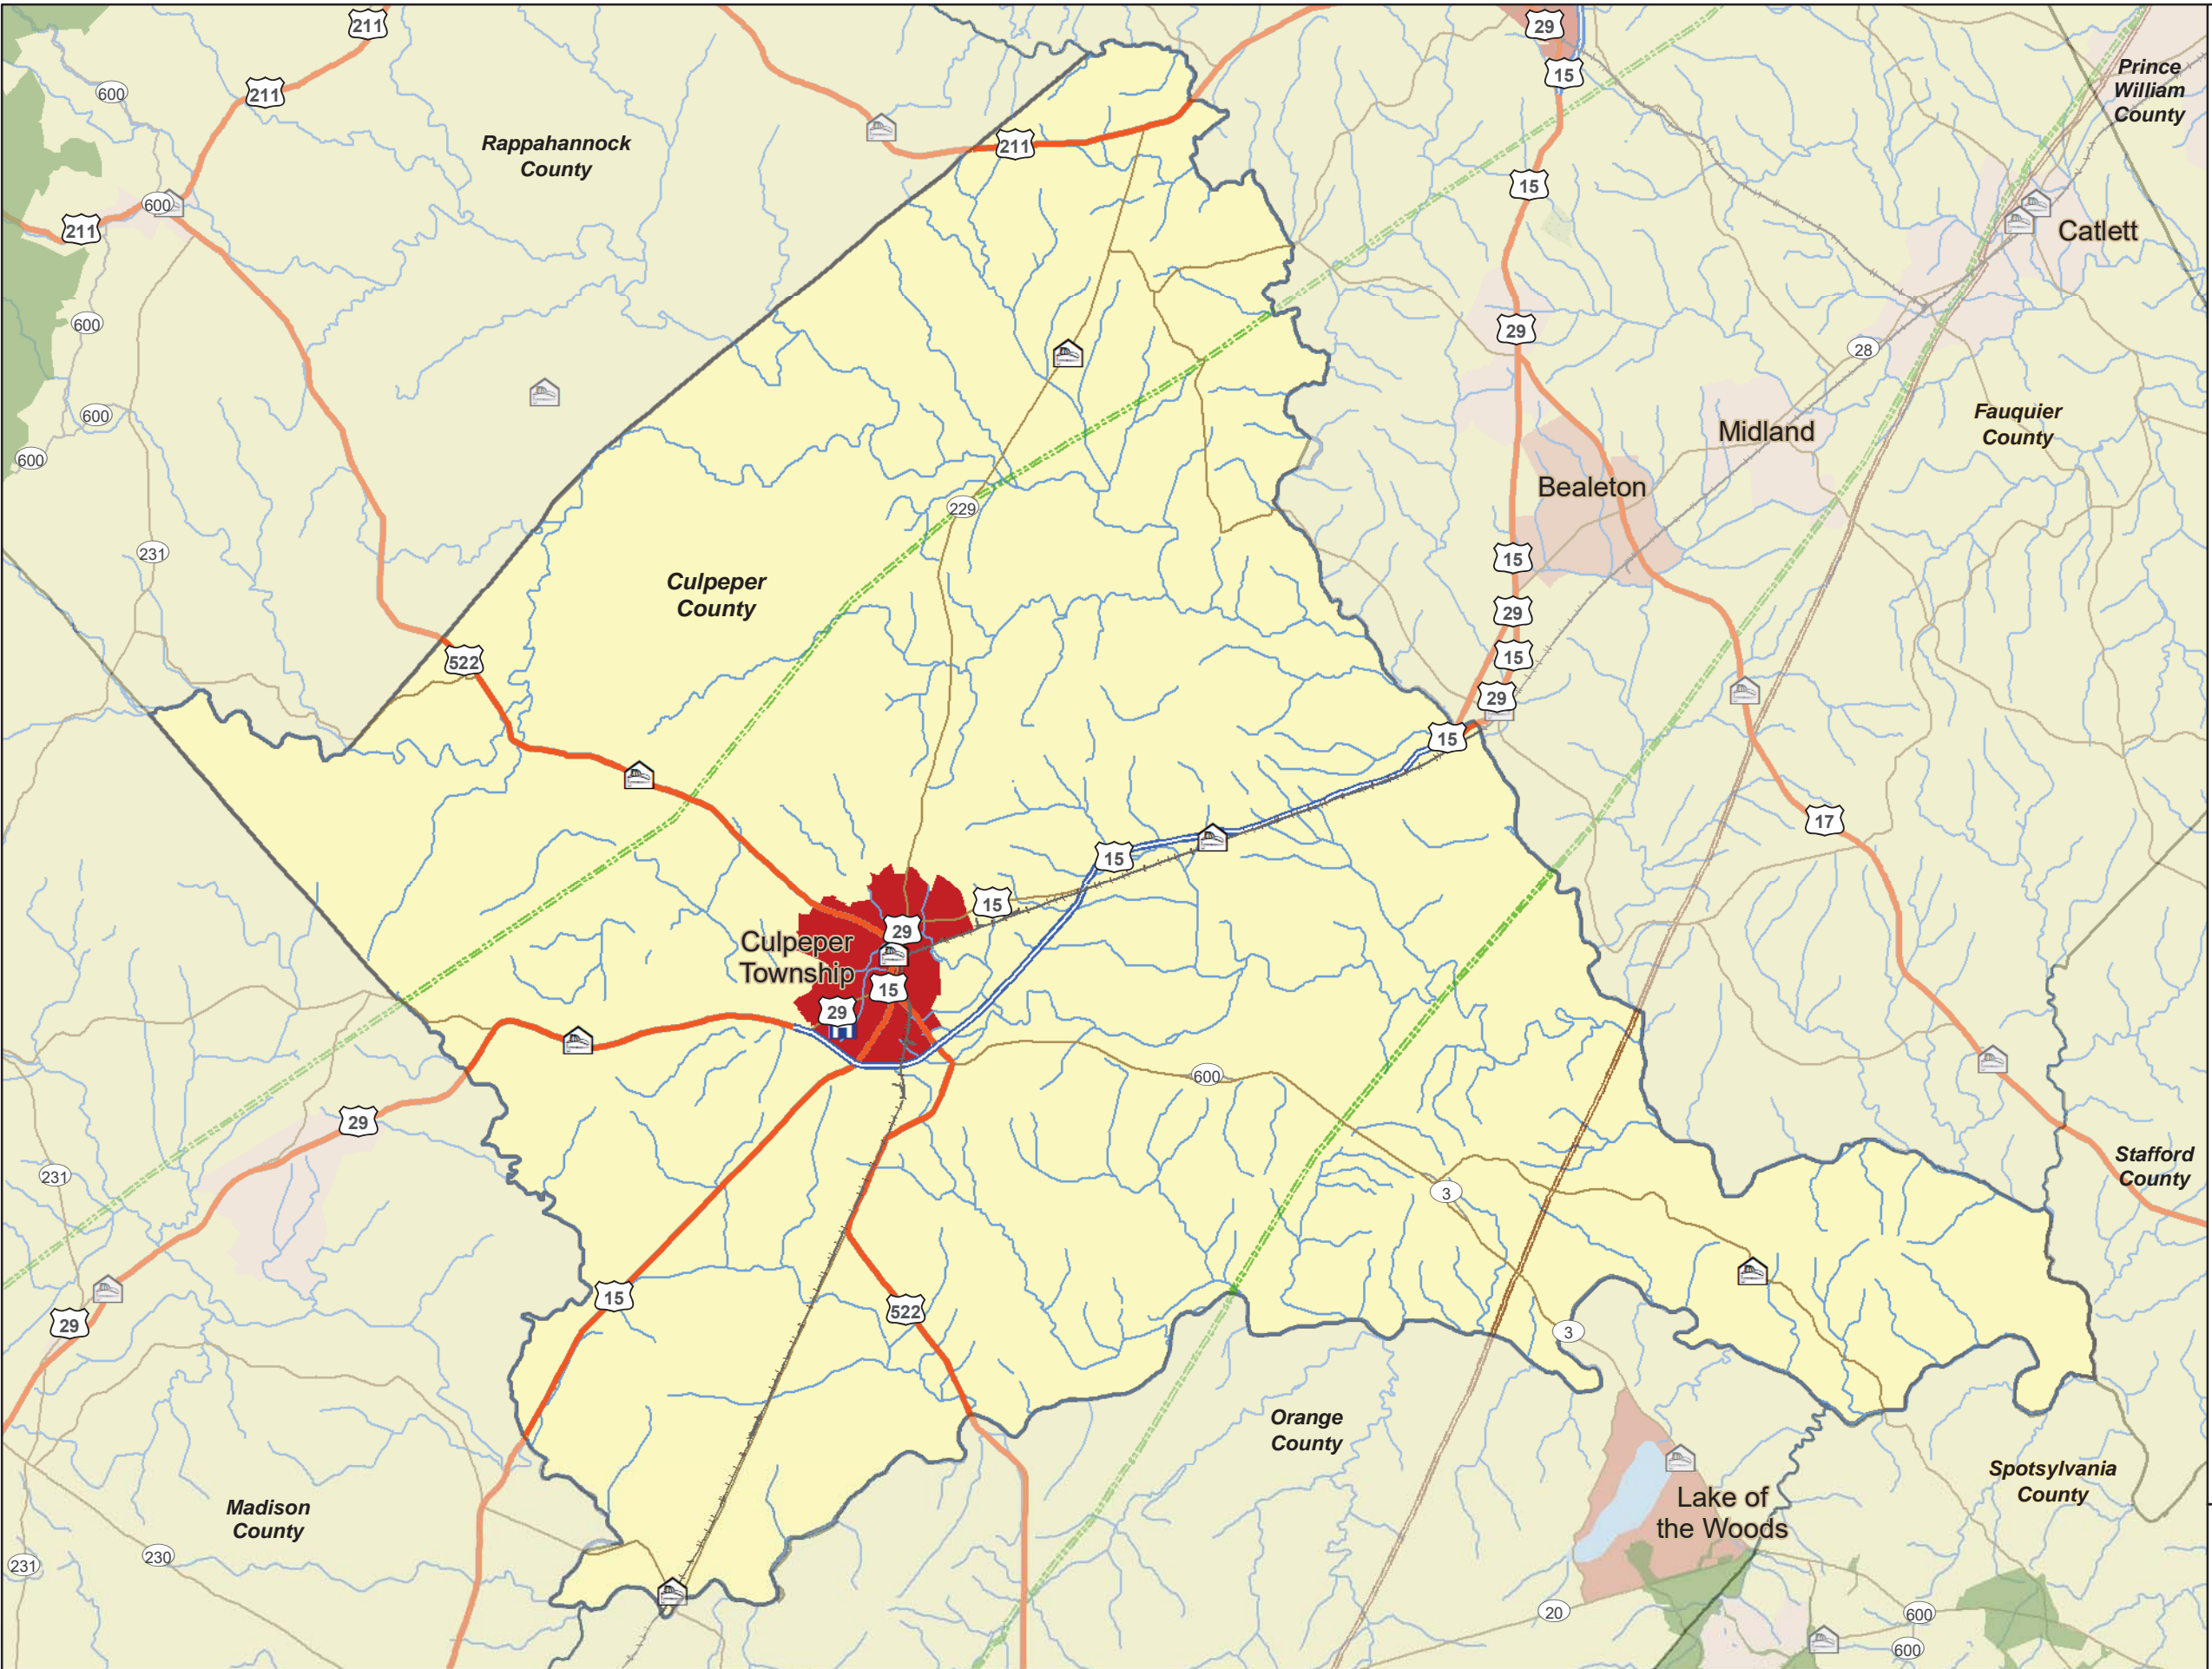 211
29
15
Prince
William
County
600
211
Rappahannock
County
211
15
600
211
Catlett
600
29
28
600
Fauquier
County
Midland
600
Bealeton
229
231
15
Culpeper
County
29
522
15
29
15
17
15
15
29
Culpeper
Township
15
29
600
29
Stafford
County
231
3
15
522
29
3
Orange
County
Spotsylvania
County
Lake of
the Woods
Madison
County
230
231
20
600
600